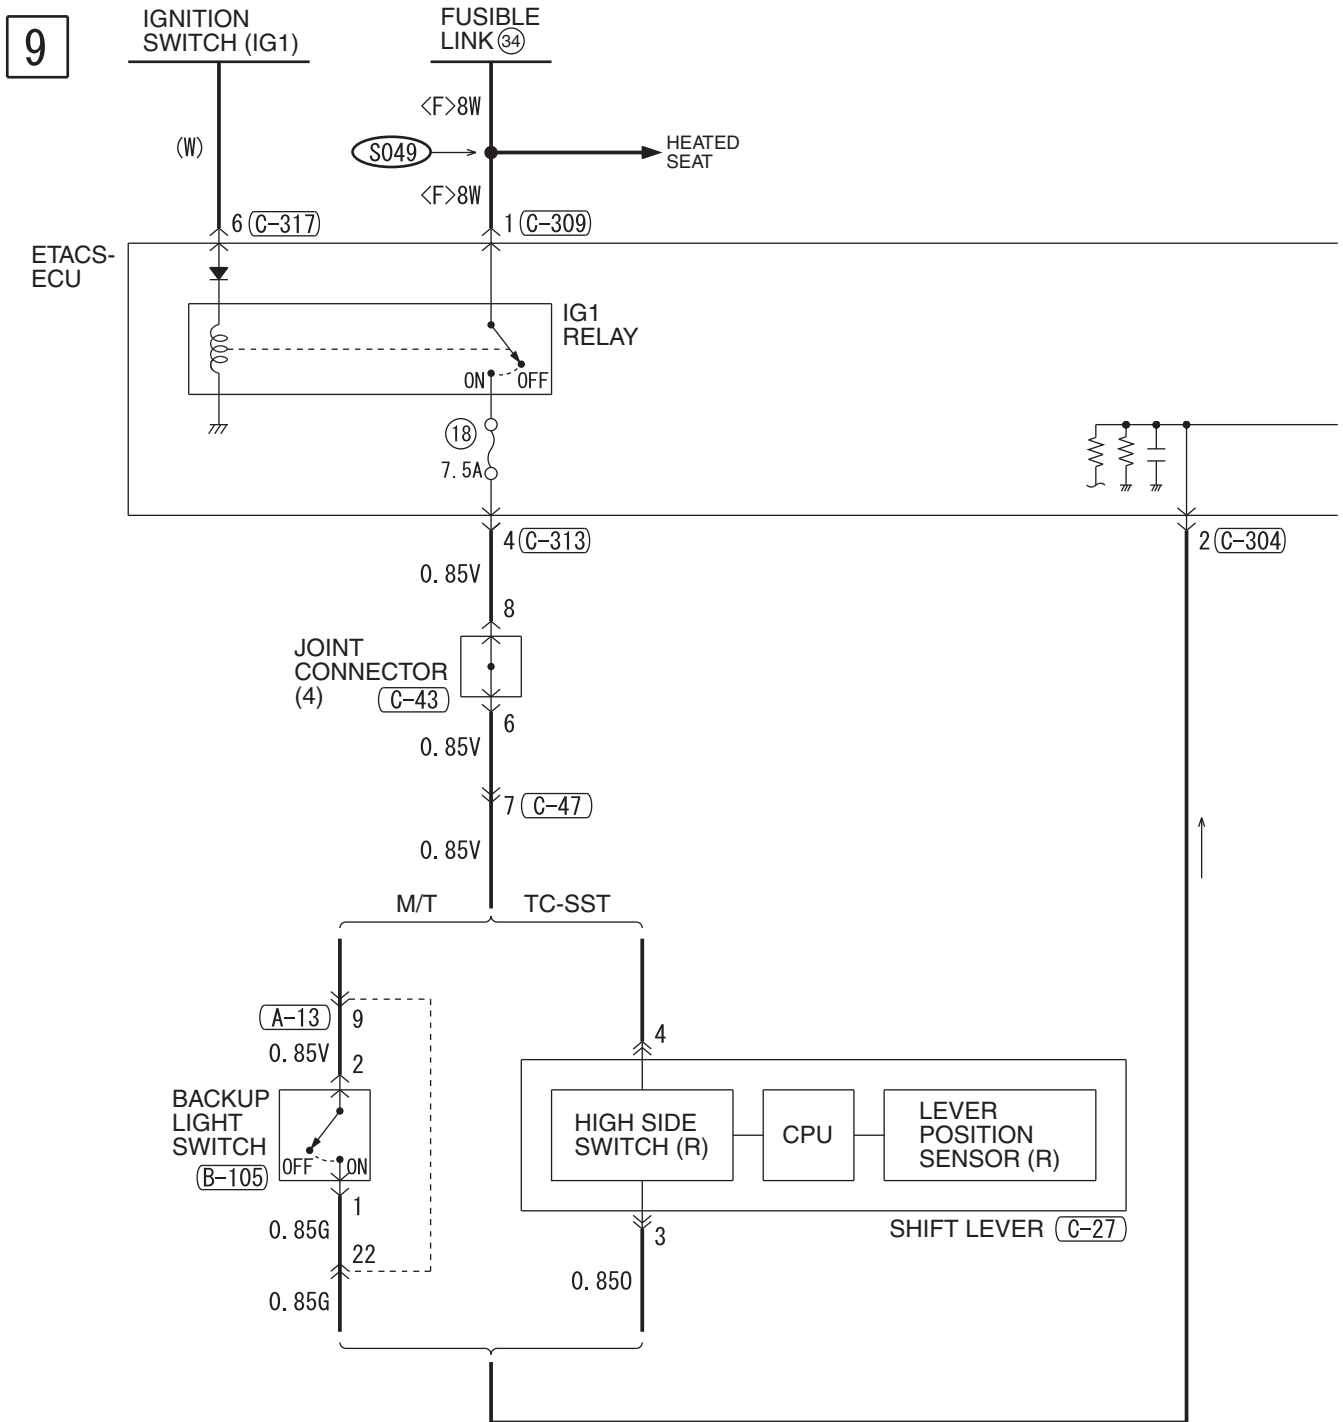 9
IGNITION
SWITCH (IG1)
FUSIBLE
LINK 34
<F>8W
(W)
S049
HEATED
SEAT
<F>8W
6 C-317
1 C-309
ETACS-
ECU
IG1
RELAY
ON
OFF
18
7.5A
4 C-313
2 C-304
0.85V
8
JOINT
CONNECTOR
(4)
C-43
6
0.85V
7 C-47
0.85V
M/T
TC-SST
A-13
9
4
0.85V
2
BACKUP
LIGHT
SWITCH
B-105
OFF
ON
HIGH SIDE
SWITCH (R)
CPU
LEVER
POSITION
SENSOR (R)
1
3
SHIFT LEVER C-27
0.85G
22
0.85O
0.85G